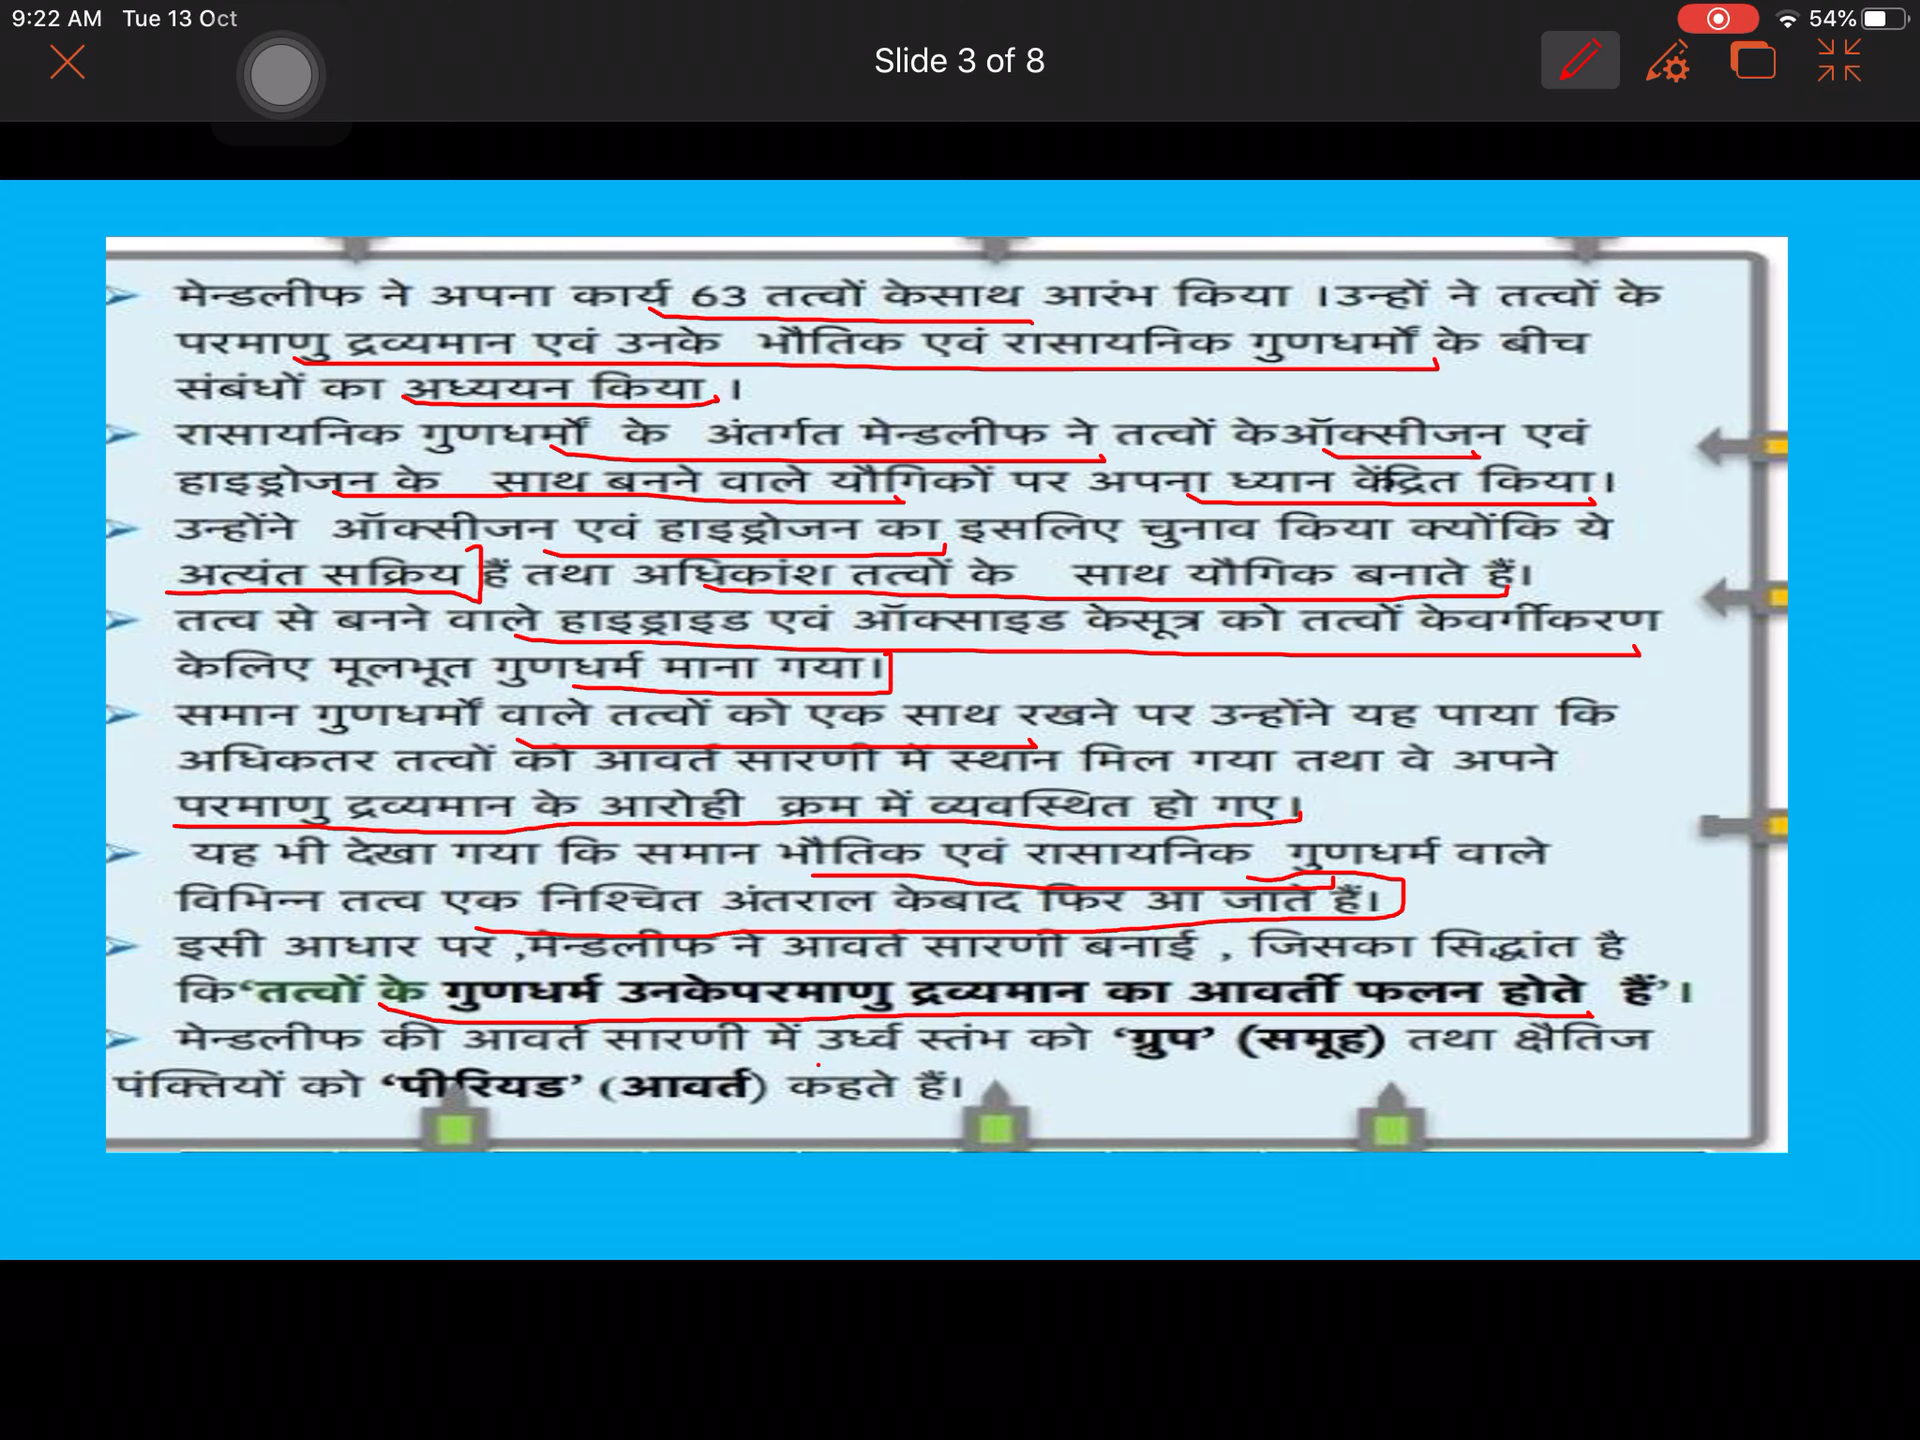 9:22 AM Tue 13 Oct
54%
Slide 3 of 8
मेन्डलीफ ने अपना कार्य 63 तत्वों केसाथ आरंभ किया ।उन्हों ने तत्वों के
परमाणु द्रव्यमान एवं उनके भौतिक एवं रासायनिक गुणधर्मों के बीच
संबंधों का अध्ययन किया ।
रासायनिक गुणधर्मों के अंतर्गत मेन्डलीफ ने तत्वों केऑक्सीजन एवं
हाइड्रोजन के साथ बनने वाले यौगिकों पर अपना ध्यान केंद्रित किया।
उन्होंने ऑक्सीजन एवं हाइड्रोजन का इसलिए चुनाव किया क्योंकि ये
अत्यंत सक्रिय हैं तथा अधिकांश तत्वों के साथ यौगिक बनाते हैं।
तत्व से बनने वाले हाइड्राइड एवं ऑक्साइड केसूत्र को तत्वों केवर्गीकरण
केलिए मूलभूत गुणधर्म माना गया।
समान गुणधर्मों वाले तत्वों को एक साथ रखने पर उन्होंने यह पाया कि
अधिकतर तत्वों को आवर्त सारणी में स्थान मिल गया तथा वे अपने
परमाणु द्रव्यमान के आरोही क्रम में व्यवस्थित हो गए।
यह भी देखा गया कि समान भौतिक एवं रासायनिक गुणधर्म वाले
विभिन्न तत्व एक निश्चित अंतराल केबाद फिर आ जाते हैं।
इसी आधार पर ,मेन्डलीफ ने आवर्त सारणी बनाई , जिसका सिद्धांत है
कि‘तत्वों के गुणधर्म उनकेपरमाणु द्रव्यमान का आवर्ती फलन होते हैं’।
मेन्डलीफ की आवर्त सारणी में उर्ध्व स्तंभ को ‘ग्रुप’ (समूह) तथा क्षैतिज
पंक्तियों को ‘पीरियड’ (आवर्त) कहते हैं।